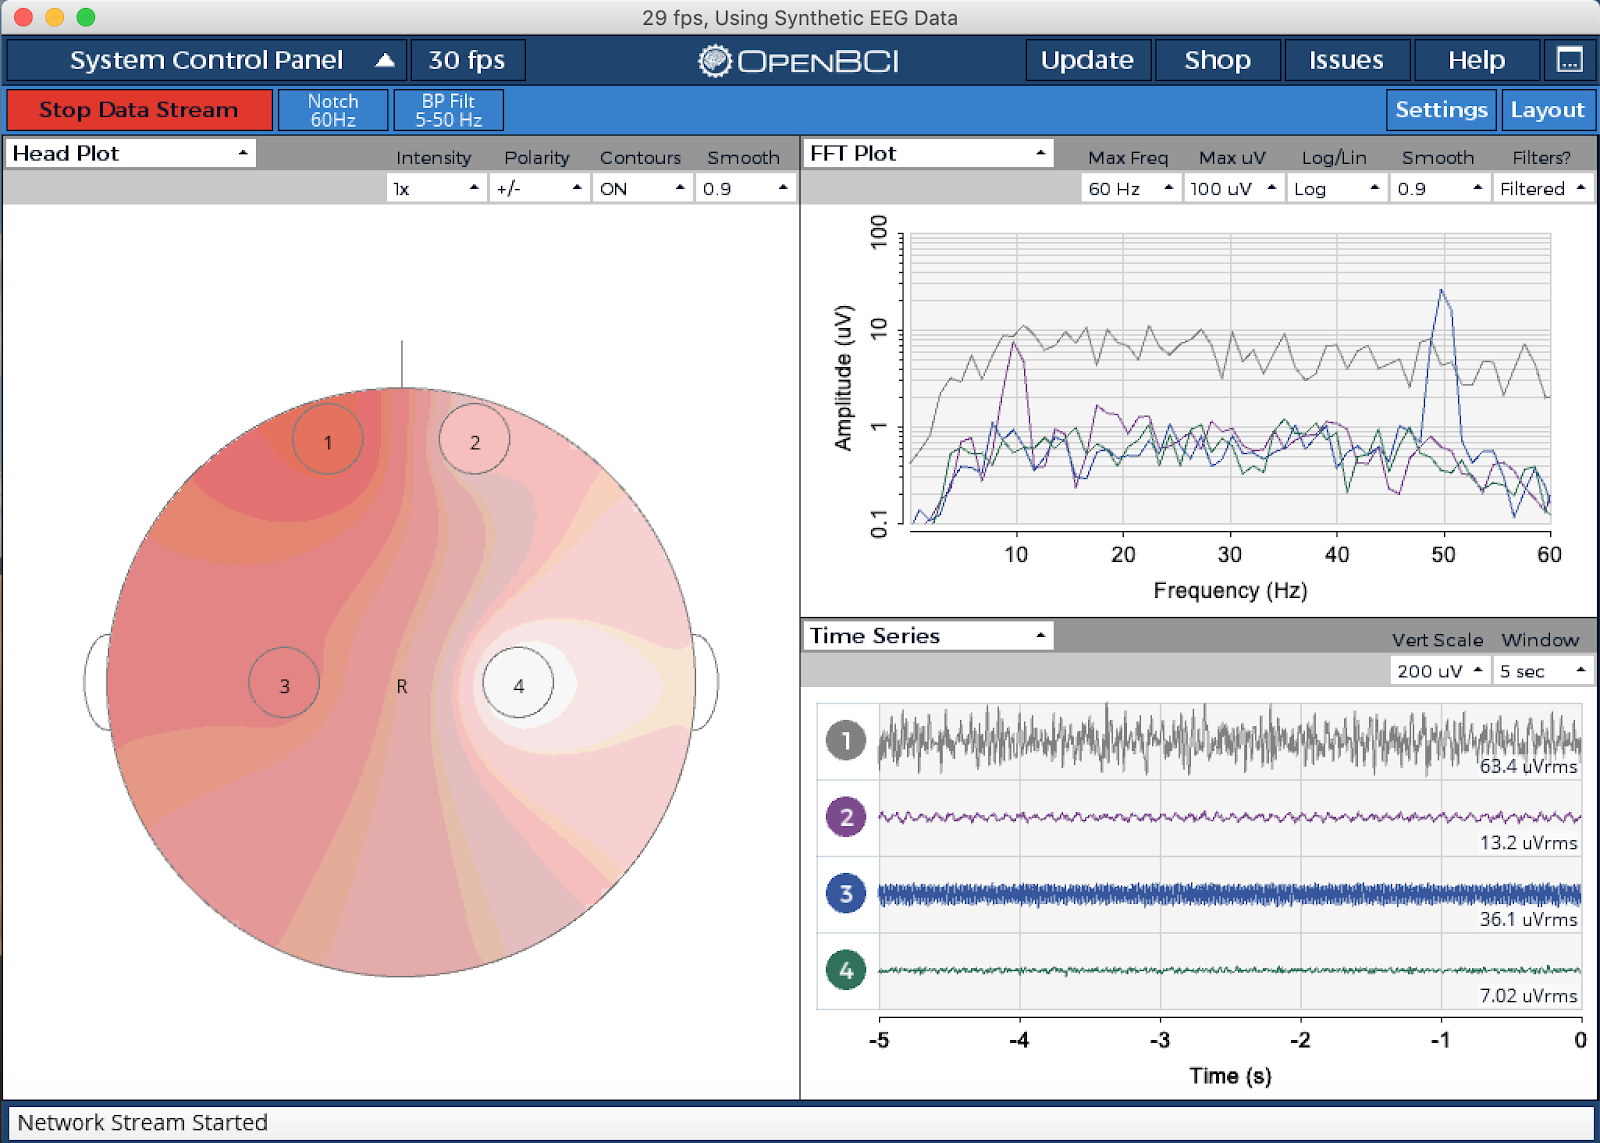 29 fps, Using Synthetic EEG Data
System Control Panel 30 fps OpenBCI Update Shop Issues Help
Stop Data Stream Notch 60Hz BP Filt 5-50 Hz Settings Layout
Head Plot
Intensity Polarity Contours Smooth
1x +/- ON 0.9
1 2
3 R 4
FFT Plot
Max Freq Max uV Log/Lin Smooth Filters?
60 Hz 100 uV Log 0.9 Filtered
Amplitude (uV)
100
10
1
0.1
10 20 30 40 50 60
Frequency (Hz)
Time Series
Vert Scale Window
200 uV 5 sec
1 63.4 uVrms
2 13.2 uVrms
3 36.1 uVrms
4 7.02 uVrms
-5 -4 -3 -2 -1 0
Time (s)
Network Stream Started